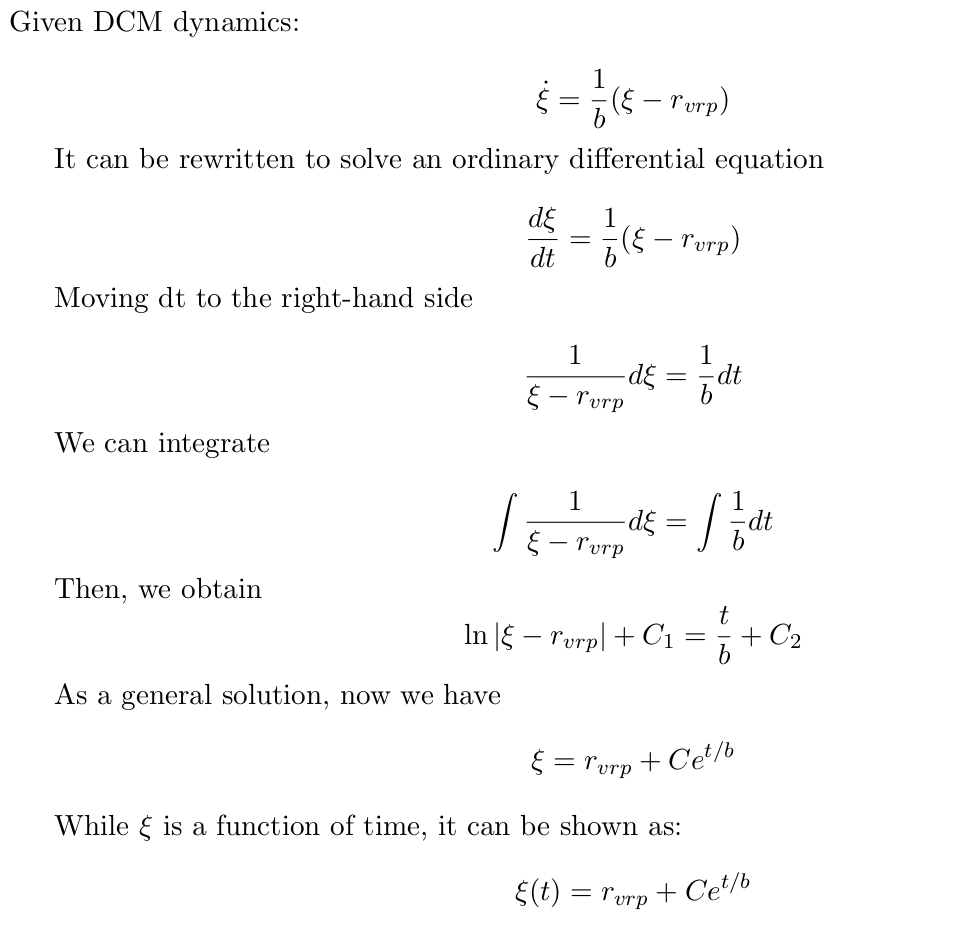 Given DCM dynamics:
$$\dot{\xi} = \frac{1}{b}(\xi - r_{vrp})$$
It can be rewritten to solve an ordinary differential equation
$$\frac{d\xi}{dt} = \frac{1}{b}(\xi - r_{vrp})$$
Moving dt to the right-hand side
$$\frac{1}{\xi - r_{vrp}} d\xi = \frac{1}{b} dt$$
We can integrate
$$\int \frac{1}{\xi - r_{vrp}} d\xi = \int \frac{1}{b} dt$$
Then, we obtain
$$\ln|\xi - r_{vrp}| + C_1 = \frac{t}{b} + C_2$$
As a general solution, now we have
$$\xi = r_{vrp} + Ce^{t/b}$$
While $\xi$ is a function of time, it can be shown as:
$$\xi(t) = r_{vrp} + Ce^{t/b}$$